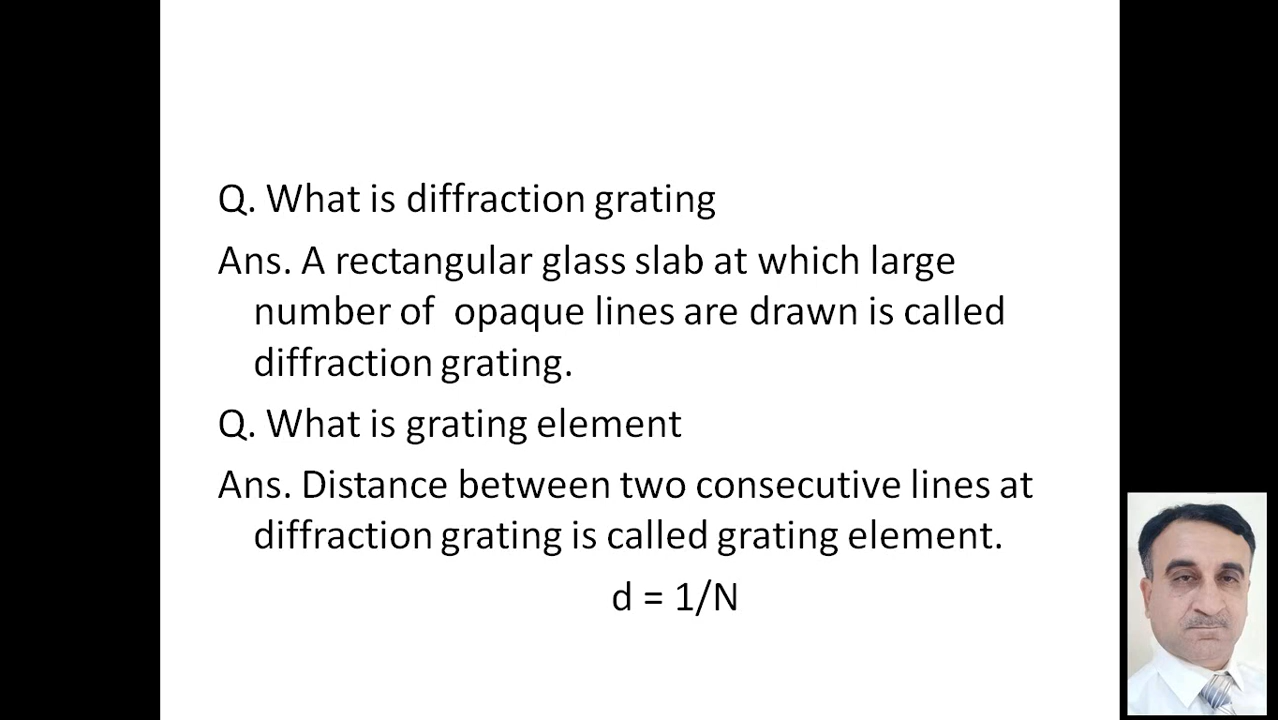 Q. What is diffraction grating
Ans. A rectangular glass slab at which large
number of opaque lines are drawn is called
diffraction grating.
Q. What is grating element
Ans. Distance between two consecutive lines at
diffraction grating is called grating element.
d = 1/N